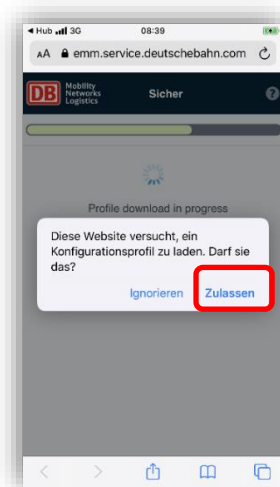 Hub 3G 08:39
AA emm.service.deutschebahn.com
DB Mobility Networks Logistics Sicher ?
Profile download in progress
Diese Website versucht, ein
Konfigurationsprofil zu laden. Darf sie
das?
Ignorieren Zulassen